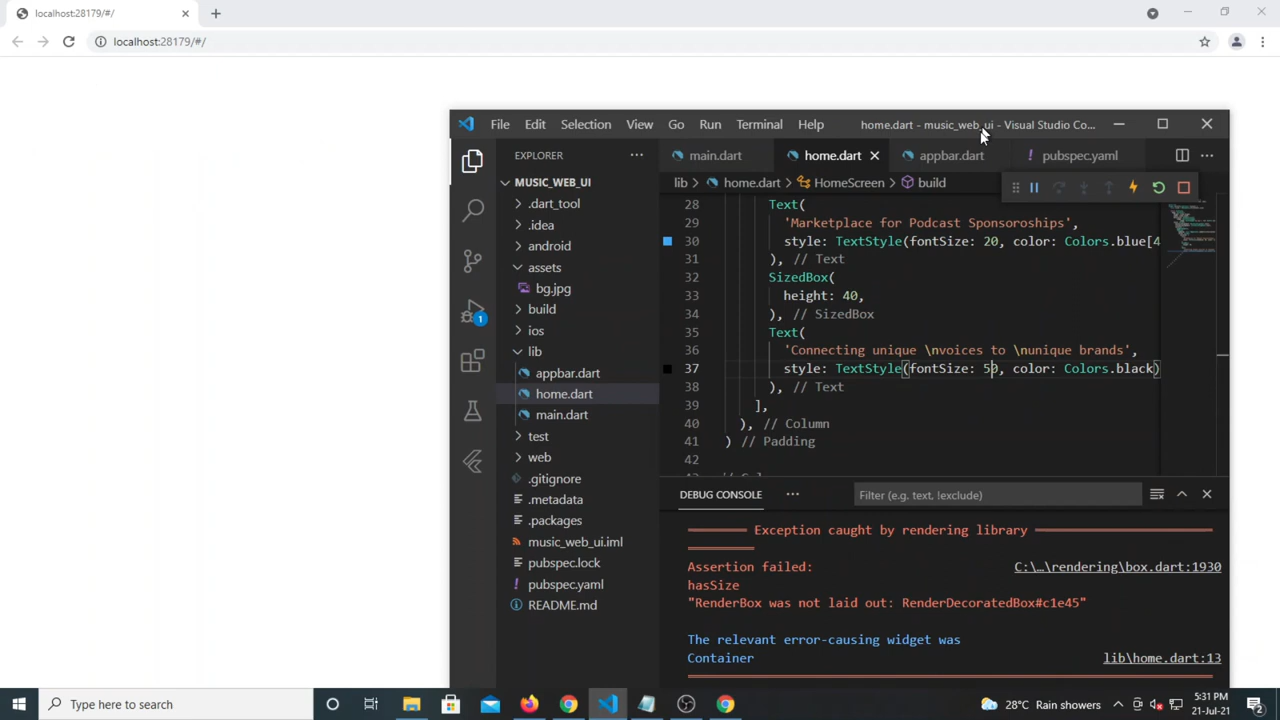 localhost:28179/#/
localhost:28179/#/
File Edit Selection View Go Run Terminal Help home.dart - music_web_ui - Visual Studio Co...
EXPLORER
MUSIC_WEB_UI
.dart_tool
.idea
android
assets
bg.jpg
build
ios
lib
appbar.dart
home.dart
main.dart
test
web
.gitignore
.metadata
.packages
music_web_ui.iml
pubspec.lock
pubspec.yaml
README.md
1
main.dart home.dart appbar.dart pubspec.yaml
lib > home.dart > HomeScreen > build
28 Text(
29 'Marketplace for Podcast Sponsoroships',
30 style: TextStyle(fontSize: 20, color: Colors.blue[4
31 ), // Text
32 SizedBox(
33 height: 40,
34 ), // SizedBox
35 Text(
36 'Connecting unique \nvoices to \nunique brands',
37 style: TextStyle(fontSize: 50, color: Colors.black)
38 ), // Text
39 ],
40 ), // Column
41 ) // Padding
42
DEBUG CONSOLE Filter (e.g. text, !exclude)
Exception caught by rendering library
Assertion failed: C:\…\rendering\box.dart:1930
hasSize
"RenderBox was not laid out: RenderDecoratedBox#c1e45"
The relevant error-causing widget was
Container lib\home.dart:13
Type here to search
28°C Rain showers
5:31 PM
21-Jul-21
2